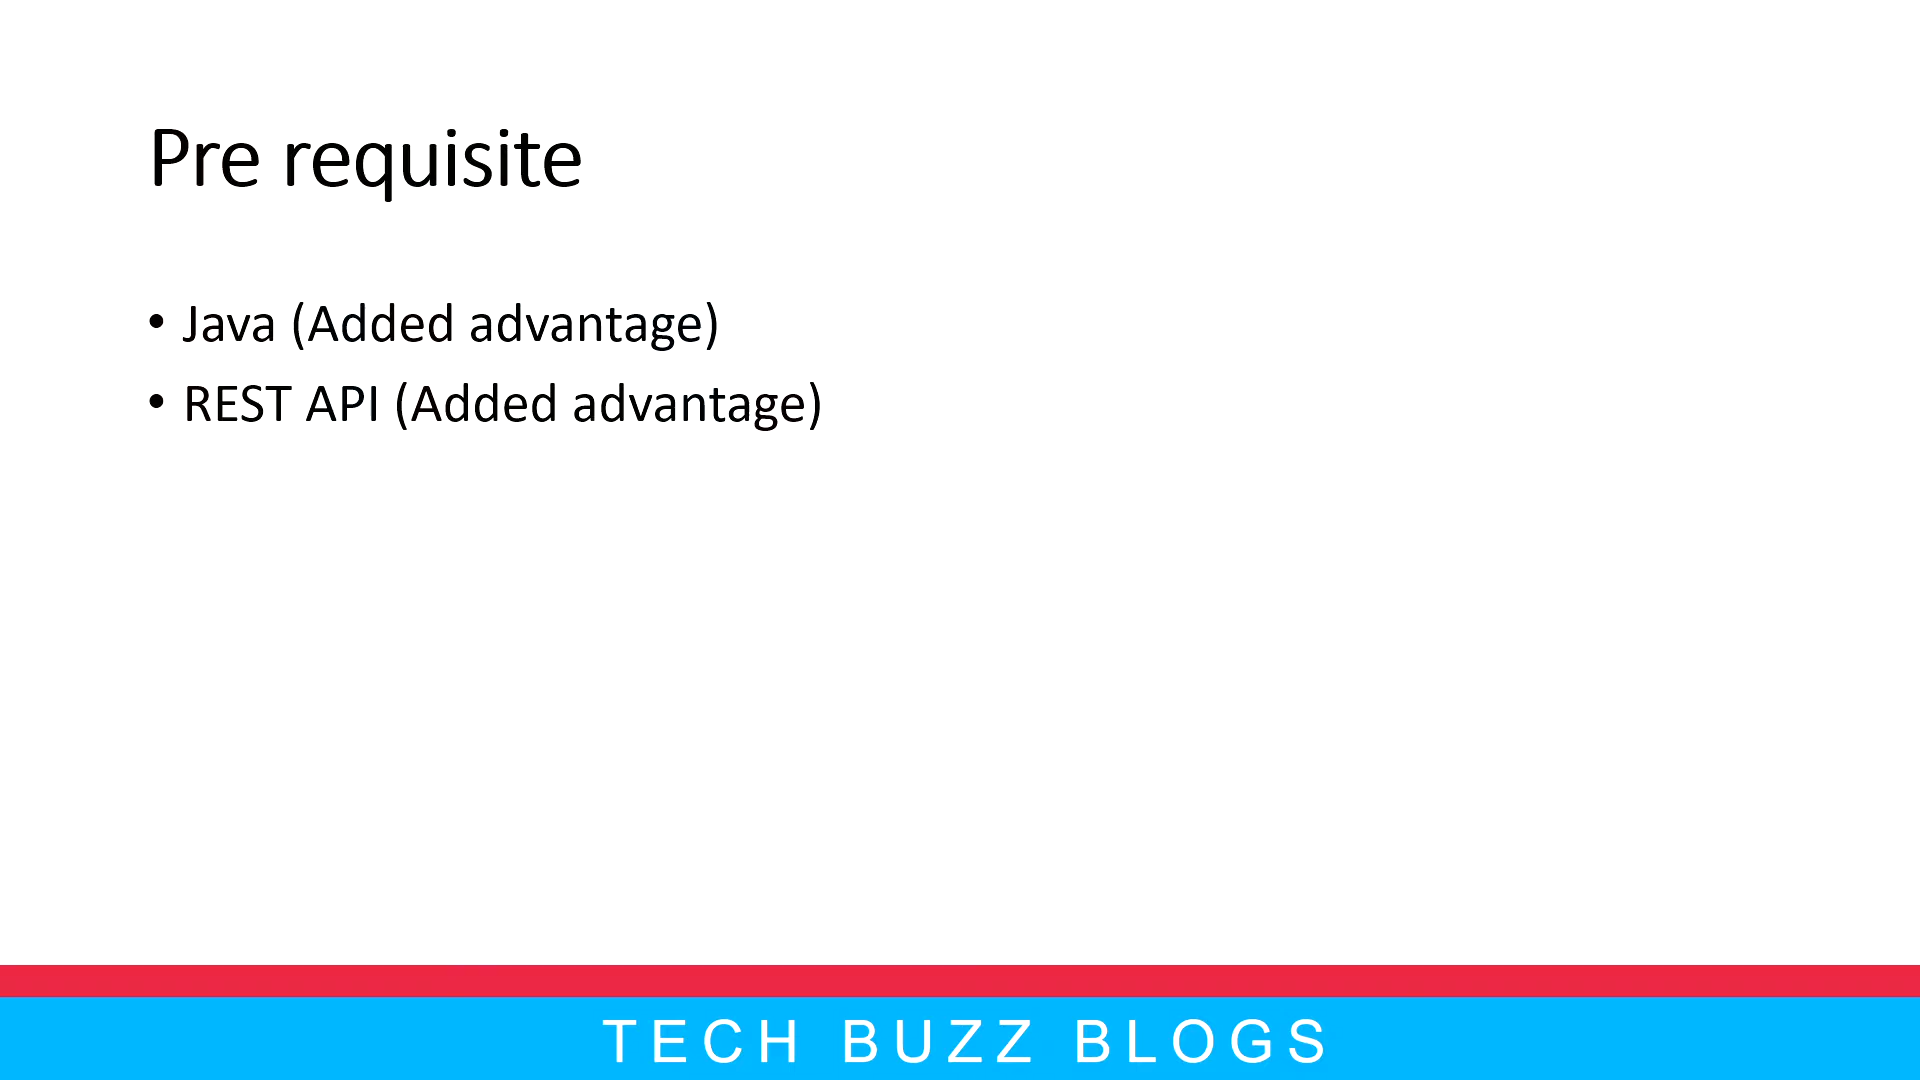 Pre requisite
• Java (Added advantage)
• REST API (Added advantage)
TECH BUZZ BLOGS